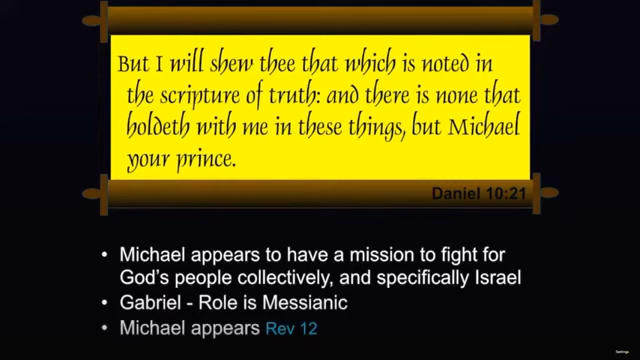 But I will shew thee that which is noted in
the scripture of truth: and there is none that
holdeth with me in these things, but Michael
your prince.
Daniel 10:21
• Michael appears to have a mission to fight for
God's people collectively, and specifically Israel
• Gabriel - Role is Messianic
• Michael appears Rev 12
Settings